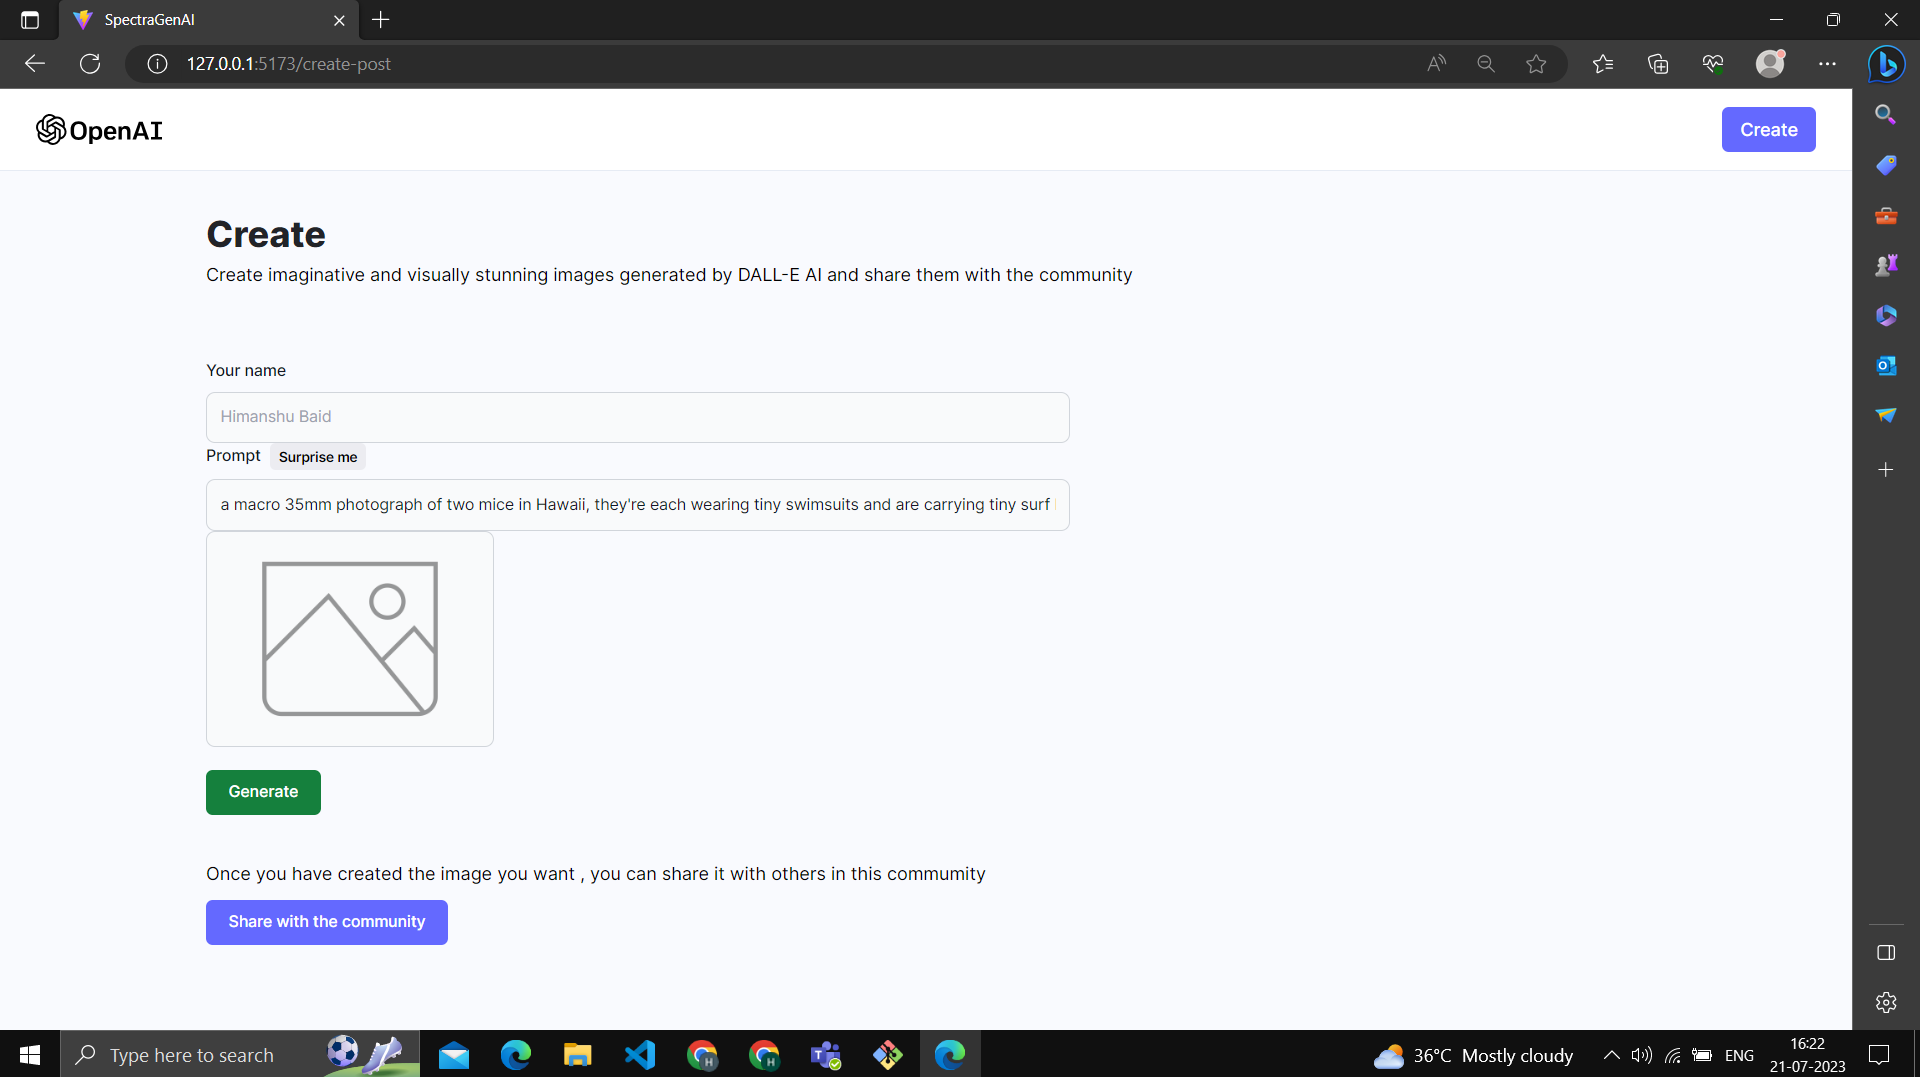 SpectraGenAI
127.0.0.1:5173/create-post
OpenAI
Create
Create
Create imaginative and visually stunning images generated by DALL-E AI and share them with the community
Your name
Himanshu Baid
Prompt Surprise me
a macro 35mm photograph of two mice in Hawaii, they're each wearing tiny swimsuits and are carrying tiny surf
Generate
Once you have created the image you want , you can share it with others in this commumity
Share with the community
Type here to search
36°C Mostly cloudy
ENG
16:22
21-07-2023